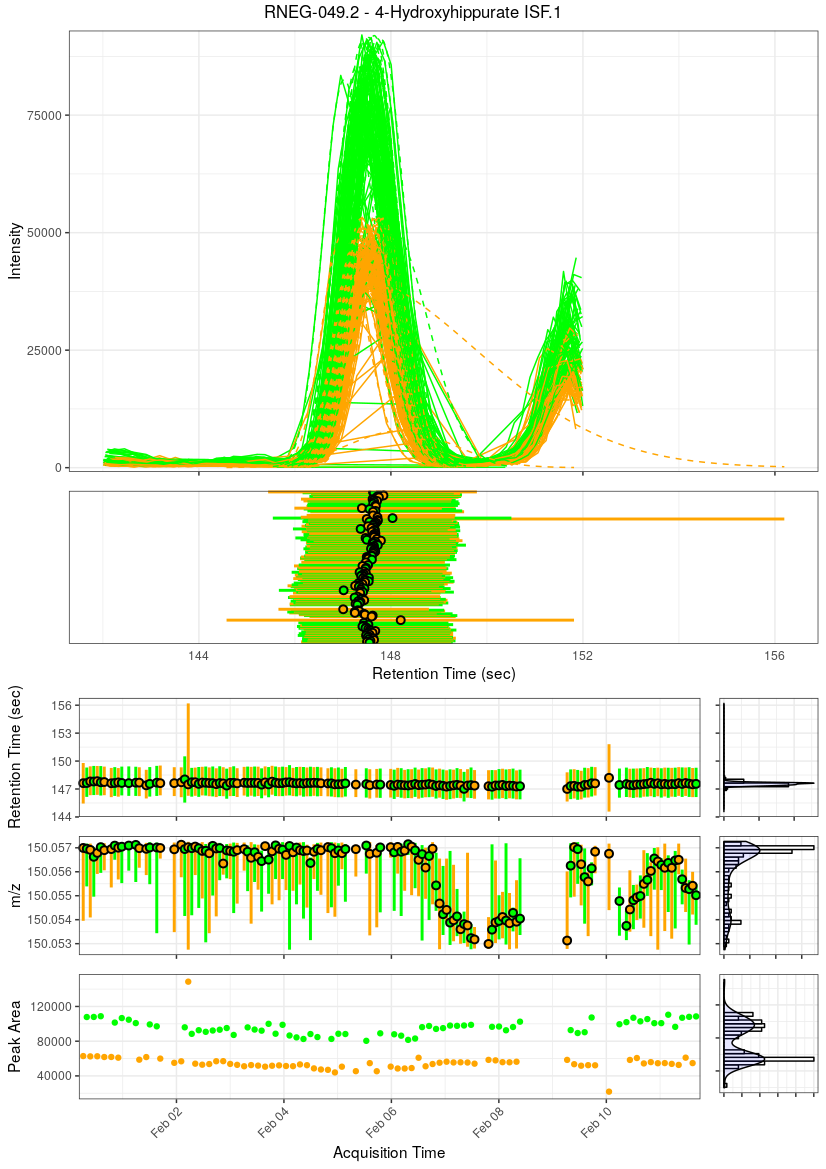 RNEG-049.2 - 4-Hydroxyhippurate ISF.1
Intensity
75000
50000
25000
0
144
148
152
156
Retention Time (sec)
Retention Time (sec)
156
153
150
147
144
m/z
150.057
150.056
150.055
150.054
150.053
Peak Area
120000
80000
40000
Feb 02
Feb 04
Feb 06
Feb 08
Feb 10
Acquisition Time